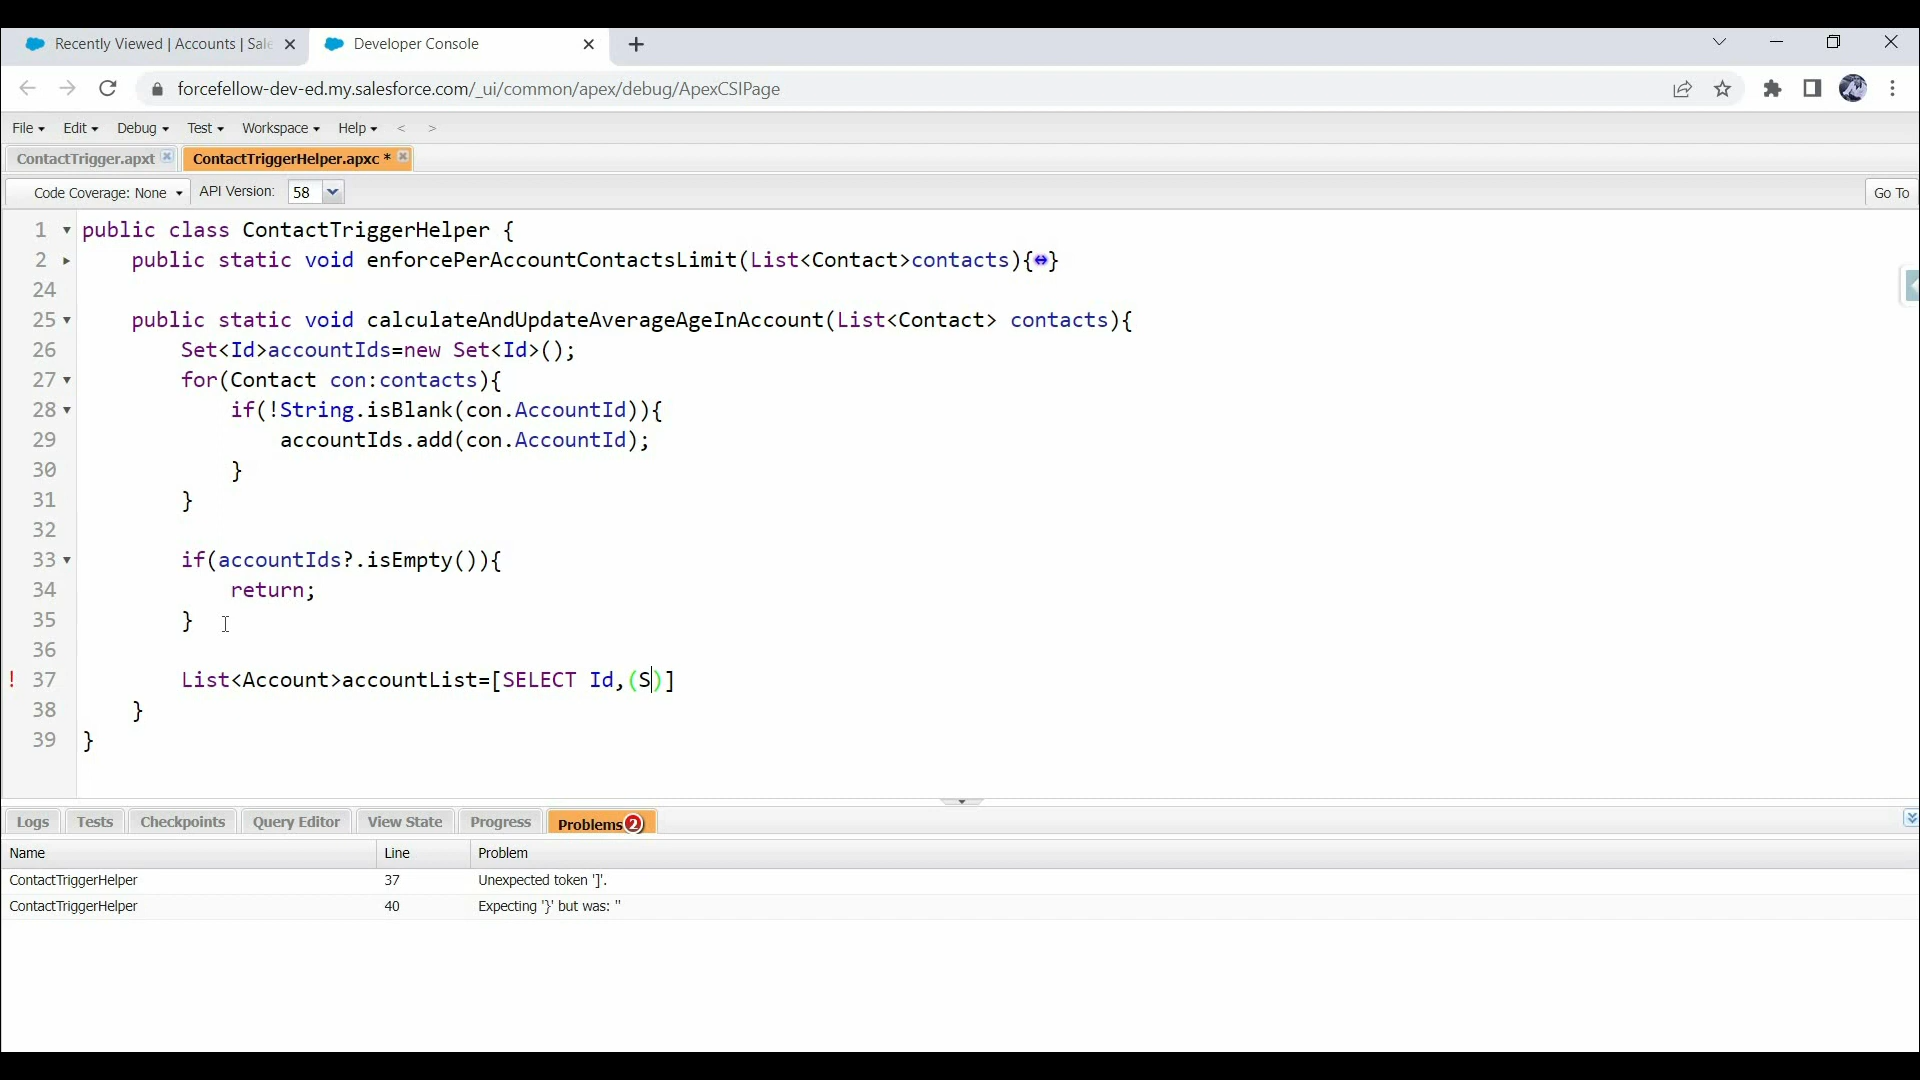 Recently Viewed | Accounts | Sale
Developer Console
forcefellow-dev-ed.my.salesforce.com/_ui/common/apex/debug/ApexCSIPage
File Edit Debug Test Workspace Help < >
ContactTrigger.apxt
ContactTriggerHelper.apxc *
Code Coverage: None API Version: 58 Go To
1 public class ContactTriggerHelper {
2 public static void enforcePerAccountContactsLimit(List<Contact>contacts){↔}
24
25 public static void calculateAndUpdateAverageAgeInAccount(List<Contact> contacts){
26 Set<Id>accountIds=new Set<Id>();
27 for(Contact con:contacts){
28 if(!String.isBlank(con.AccountId)){
29 accountIds.add(con.AccountId);
30 }
31 }
32
33 if(accountIds?.isEmpty()){
34 return;
35 }
36
! 37 List<Account>accountList=[SELECT Id,(S)]
38 }
39 }
Logs Tests Checkpoints Query Editor View State Progress Problems 2
Name Line Problem
ContactTriggerHelper 37 Unexpected token ']'.
ContactTriggerHelper 40 Expecting '}' but was: ''